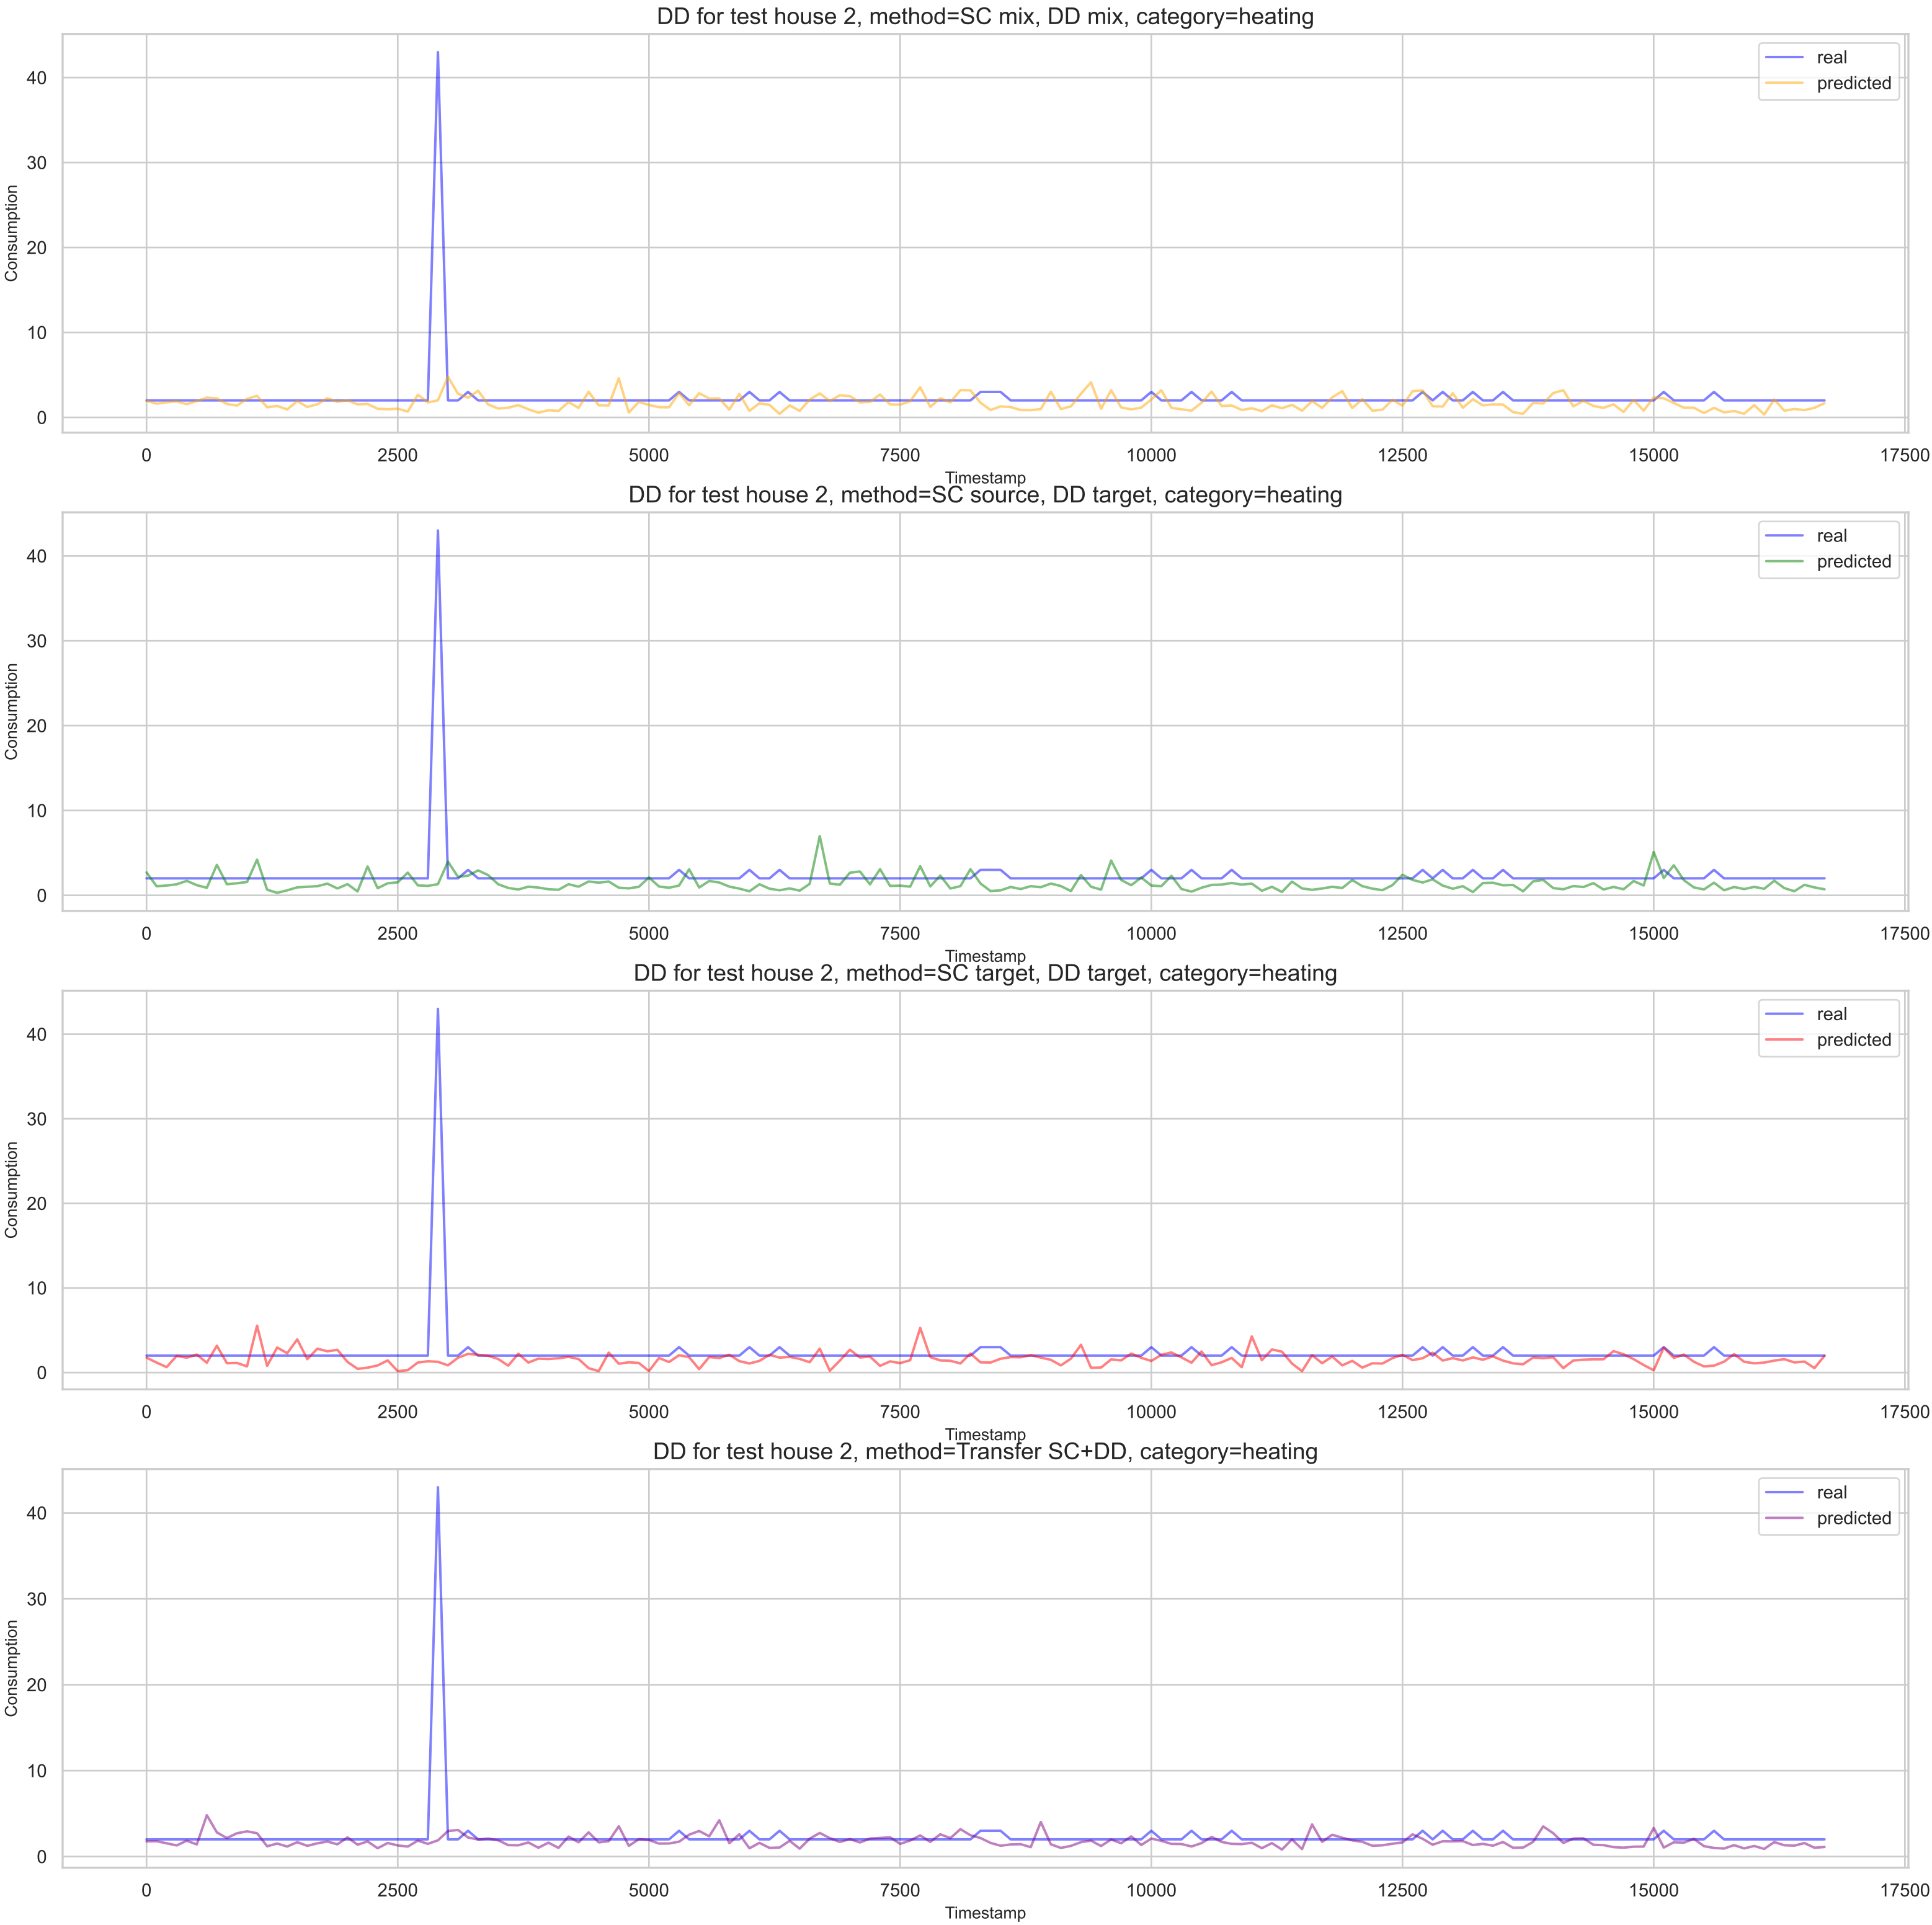 DD for test house 2, method=SC mix, DD mix, category=heating
real
predicted
40
30
20
10
0
Consumption
0 2500 5000 7500 10000 12500 15000 17500
Timestamp
DD for test house 2, method=SC source, DD target, category=heating
real
predicted
40
30
20
10
0
Consumption
0 2500 5000 7500 10000 12500 15000 17500
Timestamp
DD for test house 2, method=SC target, DD target, category=heating
real
predicted
40
30
20
10
0
Consumption
0 2500 5000 7500 10000 12500 15000 17500
Timestamp
DD for test house 2, method=Transfer SC+DD, category=heating
real
predicted
40
30
20
10
0
Consumption
0 2500 5000 7500 10000 12500 15000 17500
Timestamp